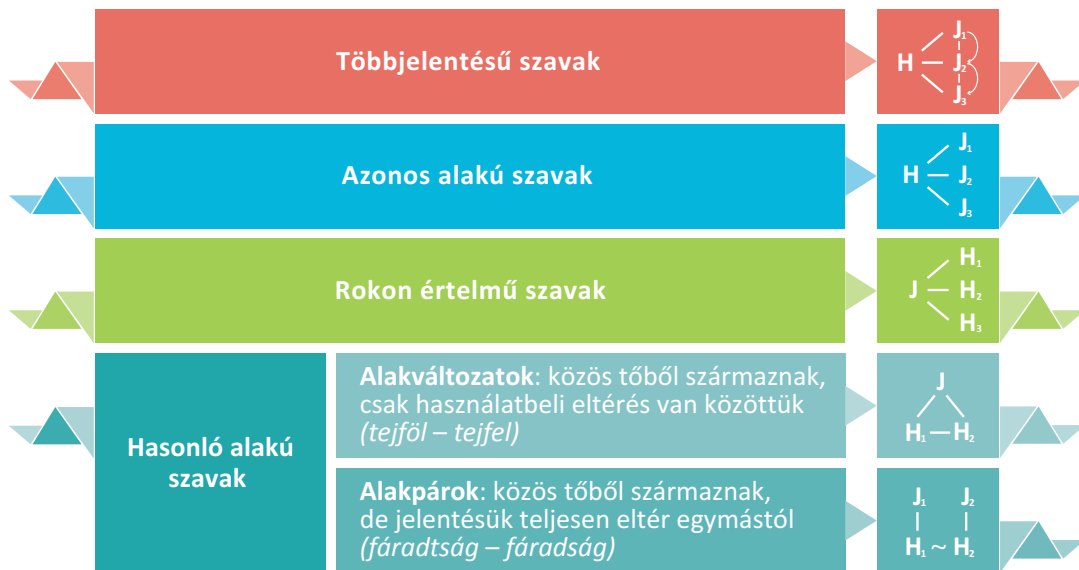 Többjelentésű szavak
J₁
H J₂
J₃
Azonos alakú szavak
J₁
H J₂
J₃
Rokon értelmű szavak
H₁
J H₂
H₃
Hasonló alakú
szavak
Alakváltozatok: közös tőből származnak,
csak használatbeli eltérés van közöttük
(tejföl – tejfel)
J
H₁ H₂
Alakpárok: közös tőből származnak,
de jelentésük teljesen eltér egymástól
(fáradtság – fáradság)
J₁ J₂
H₁ ~ H₂